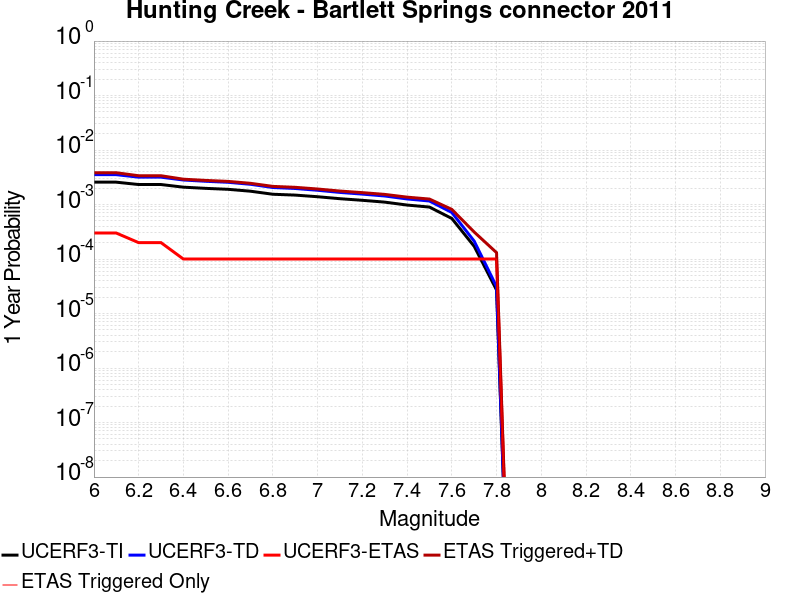 Hunting Creek - Bartlett Springs connector 2011
10^0
10^-1
10^-2
10^-3
10^-4
10^-5
10^-6
10^-7
10^-8
1 Year Probability
6 6.2 6.4 6.6 6.8 7 7.2 7.4 7.6 7.8 8 8.2 8.4 8.6 8.8 9
Magnitude
UCERF3-TI UCERF3-TD UCERF3-ETAS ETAS Triggered+TD
ETAS Triggered Only